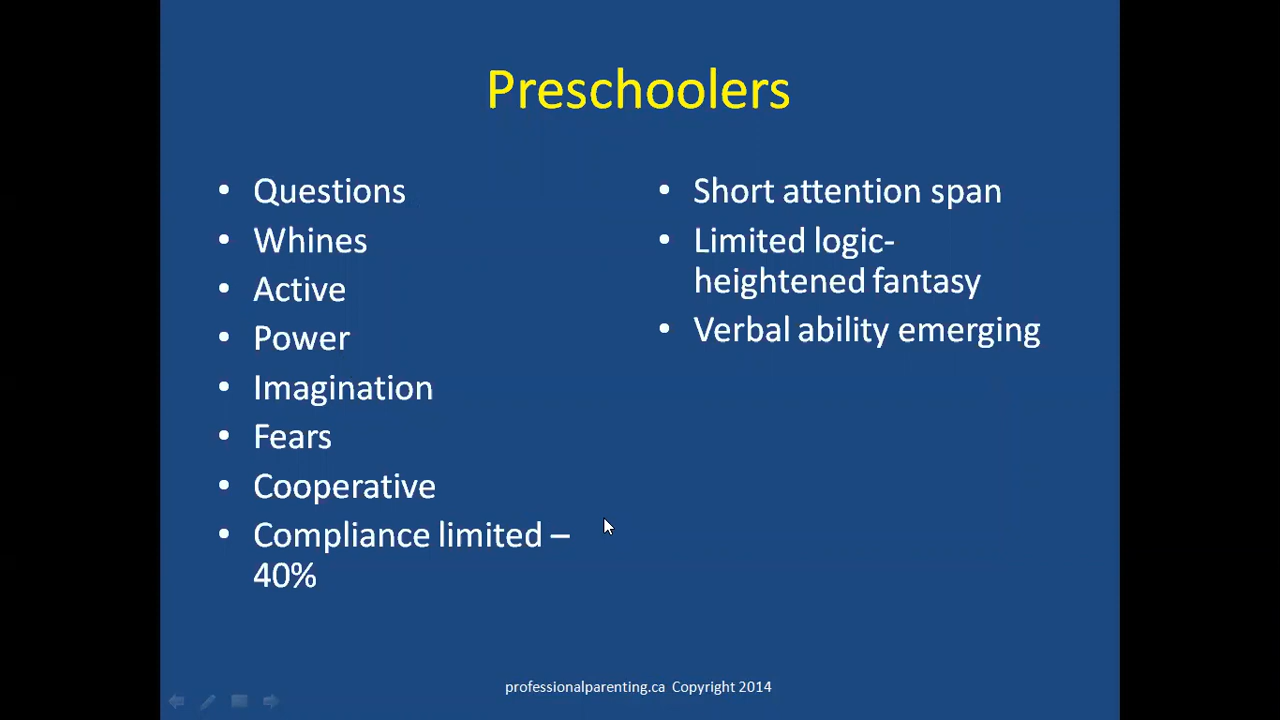 Preschoolers
• Questions
• Whines
• Active
• Power
• Imagination
• Fears
• Cooperative
• Compliance limited –
40%
• Short attention span
• Limited logic-
heightened fantasy
• Verbal ability emerging
professionalparenting.ca Copyright 2014